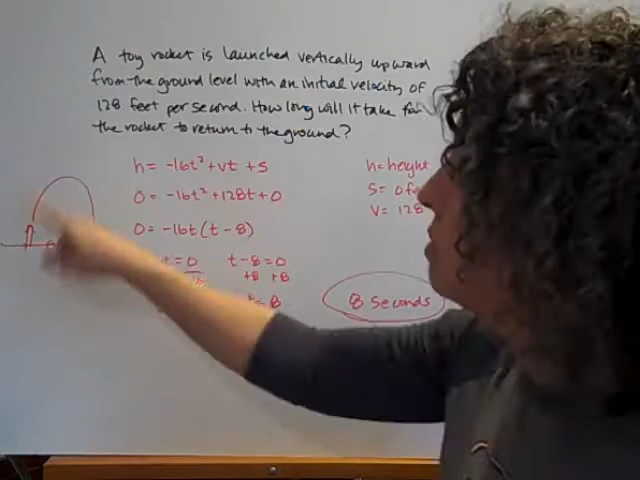 A toy rocket is launched vertically upward
from the ground level with an initial velocity of
128 feet per second. How long will it take for
the rocket to return to the ground?
h = -16t² + vt + s
h = height
0 = -16t² + 128t + 0
s = 0
v = 128
0 = -16t (t - 8)
t = 0 t - 8 = 0
+8 +8
t = 8
8 seconds